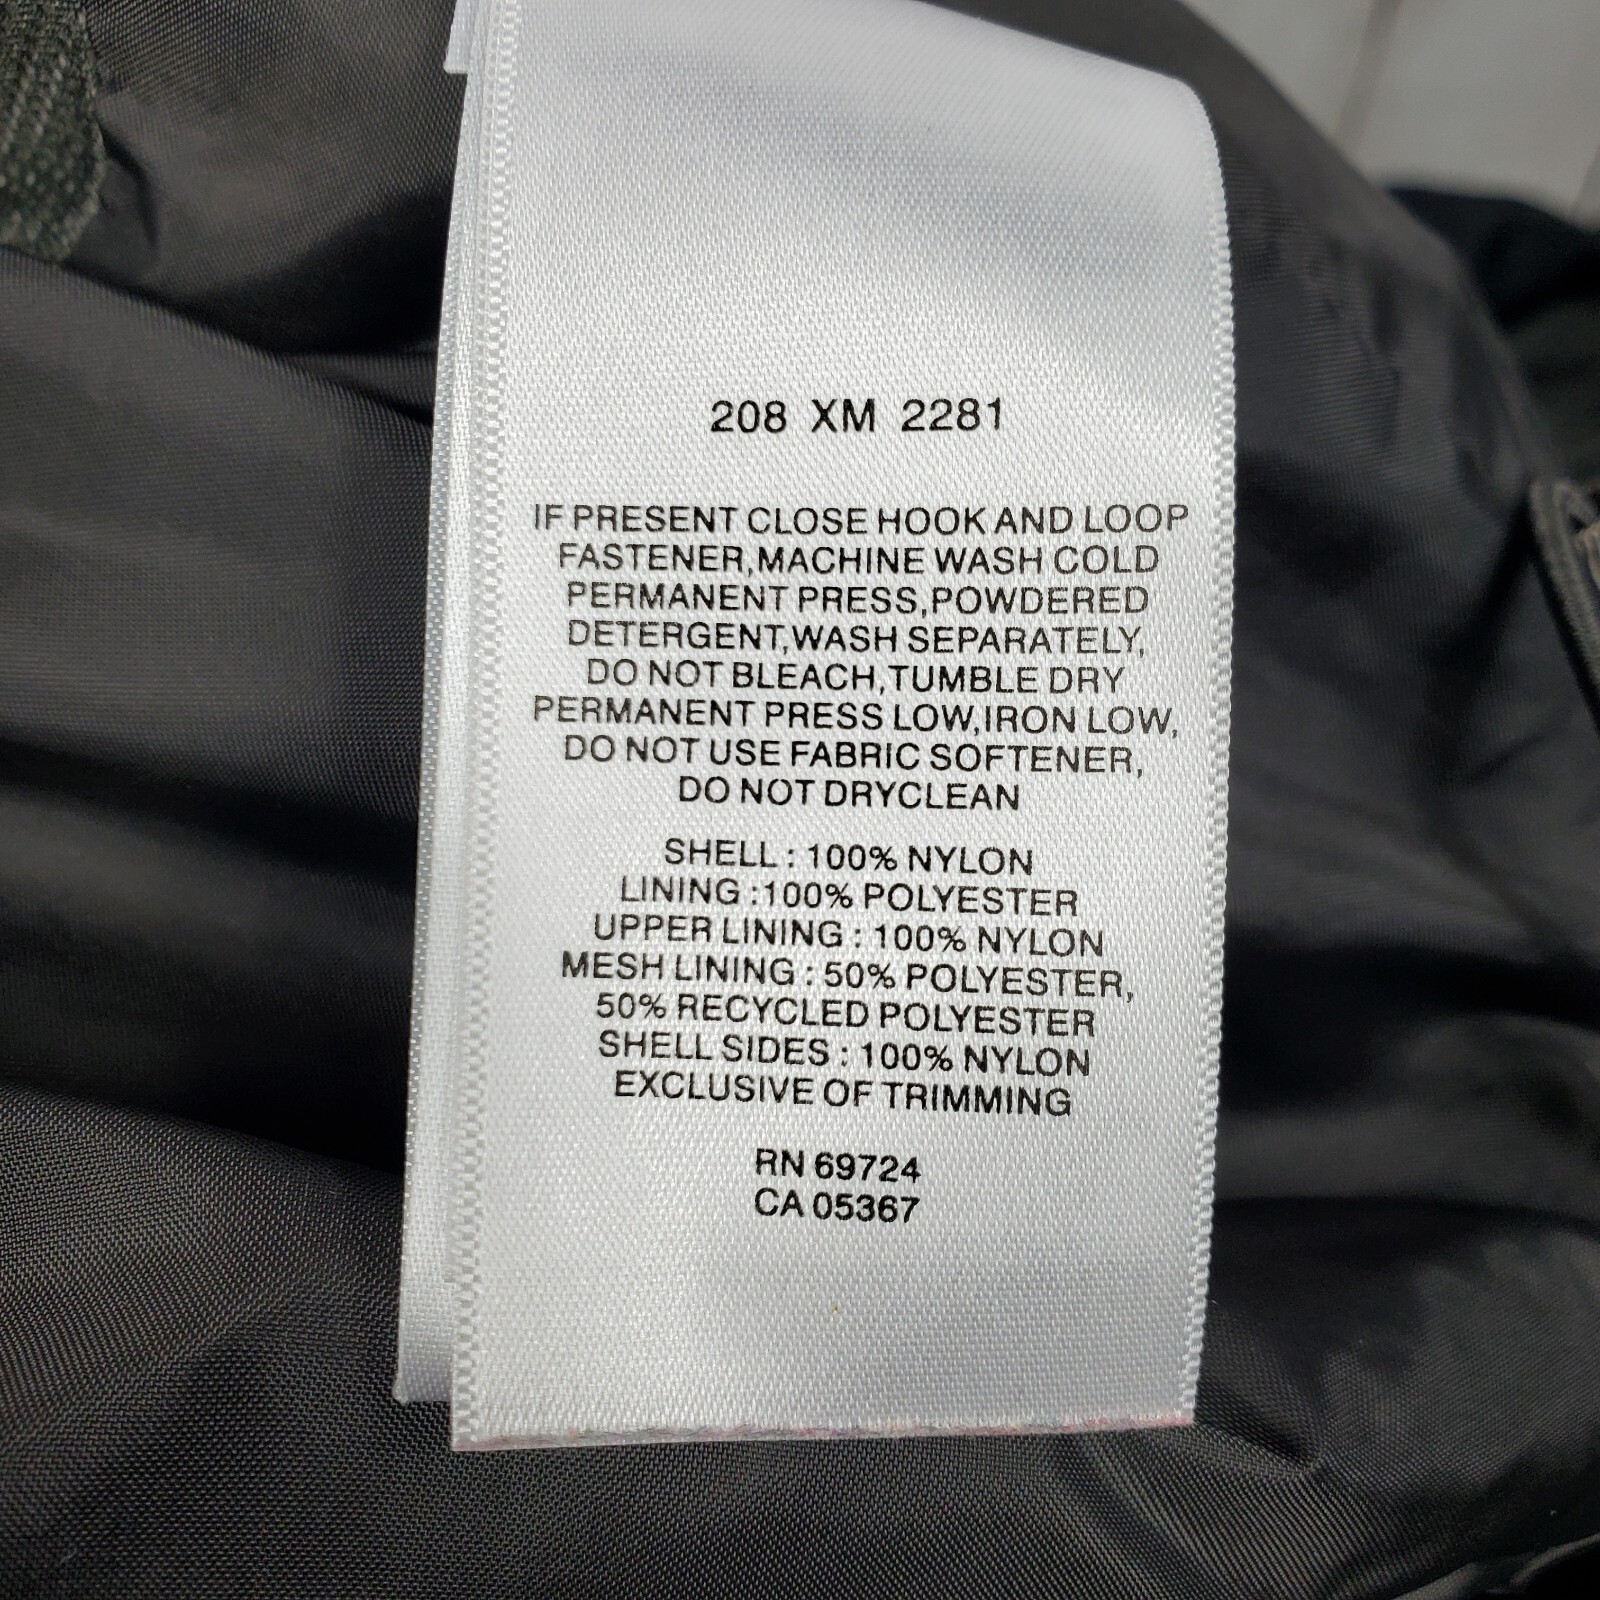 208 XM 2281
IF PRESENT CLOSE HOOK AND LOOP
FASTENER,MACHINE WASH COLD
PERMANENT PRESS,POWDERED
DETERGENT,WASH SEPARATELY,
DO NOT BLEACH,TUMBLE DRY
PERMANENT PRESS LOW,IRON LOW,
DO NOT USE FABRIC SOFTENER,
DO NOT DRYCLEAN
SHELL : 100% NYLON
LINING :100% POLYESTER
UPPER LINING : 100% NYLON
MESH LINING : 50% POLYESTER,
50% RECYCLED POLYESTER
SHELL SIDES : 100% NYLON
EXCLUSIVE OF TRIMMING
RN 69724
CA 05367